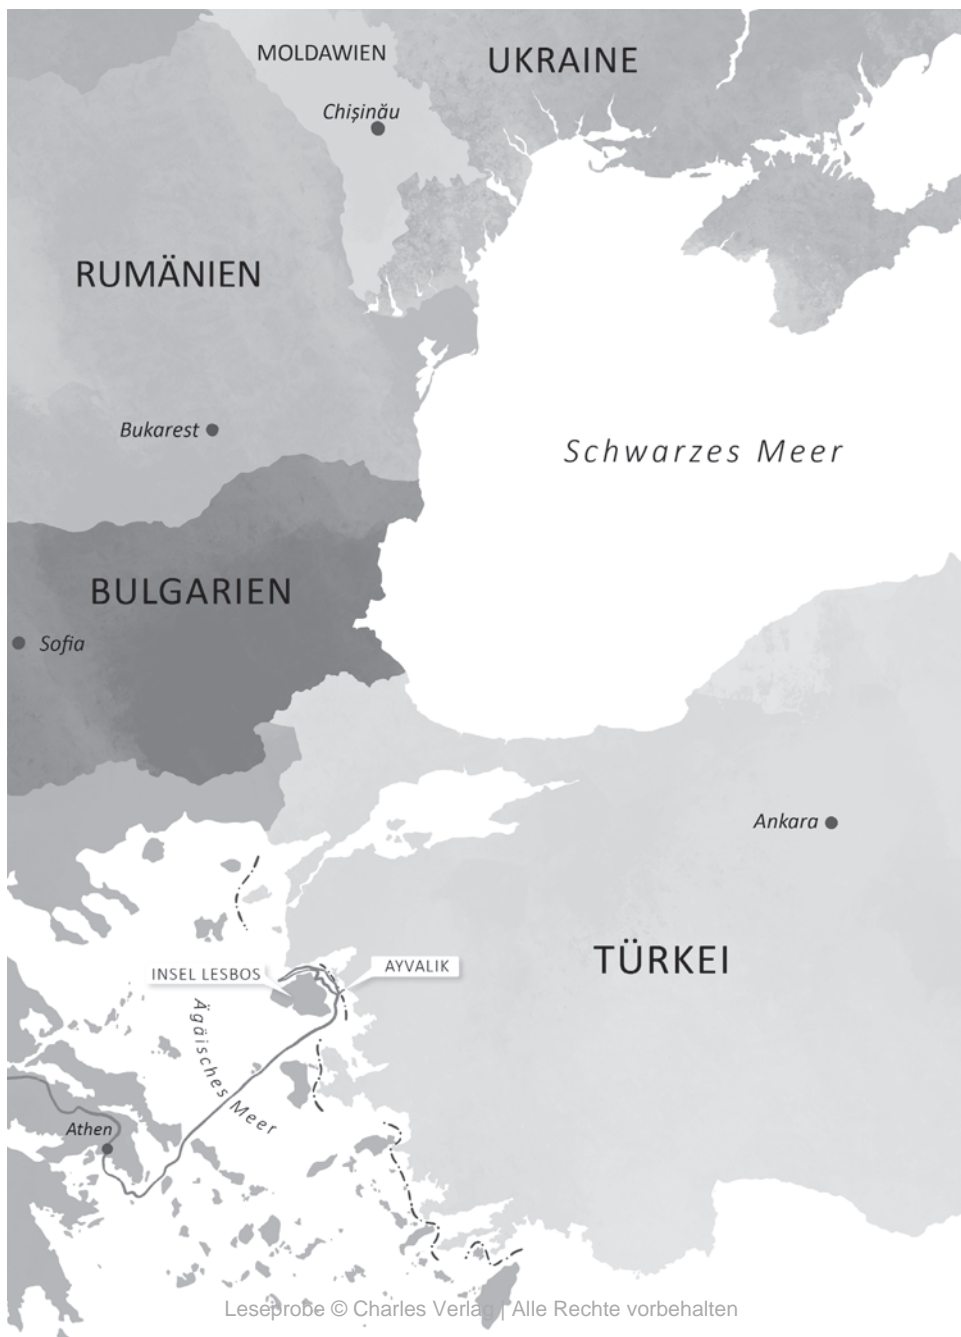 MOLDAWIEN
UKRAINE
Chișinău
RUMÄNIEN
Bukarest
Schwarzes Meer
BULGARIEN
Sofia
Ankara
TÜRKEI
INSEL LESBOS
AYVALIK
Ägäisches Meer
Athen
Leseprobe © Charles Verlag | Alle Rechte vorbehalten